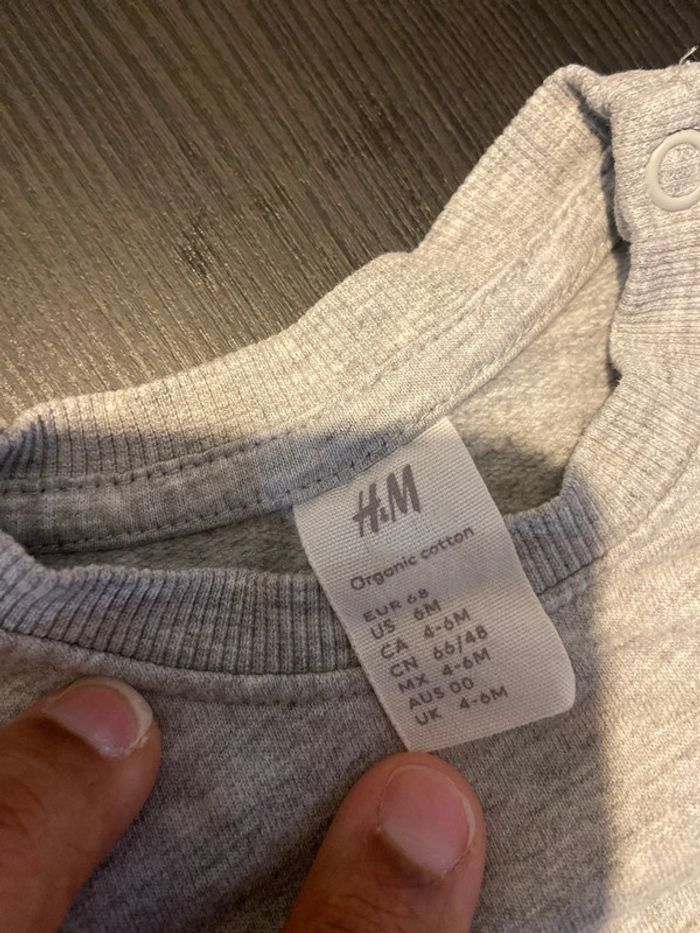 H&M
Organic cotton
EUR 68
US 6M
CA 4-6M
CN 66/48
MX 4-6M
AUS 00
UK 4-6M